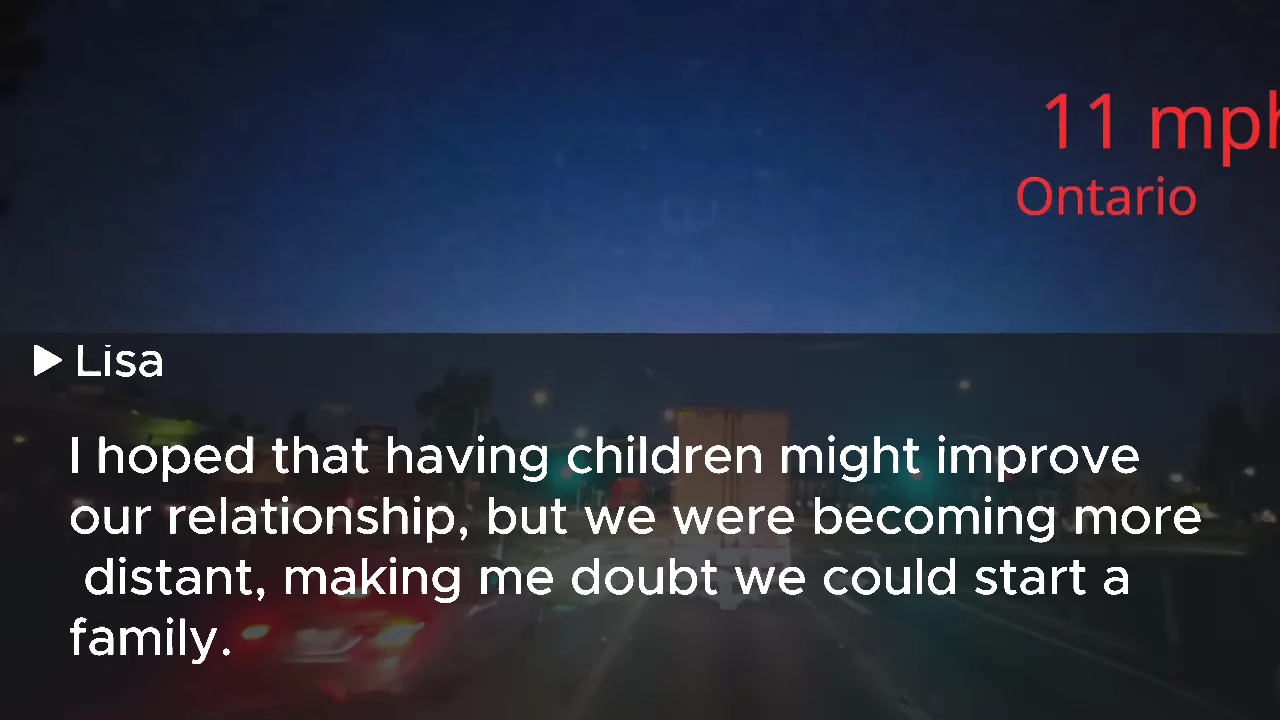 11 mph
Ontario
Lisa
I hoped that having children might improve
our relationship, but we were becoming more
distant, making me doubt we could start a
family.